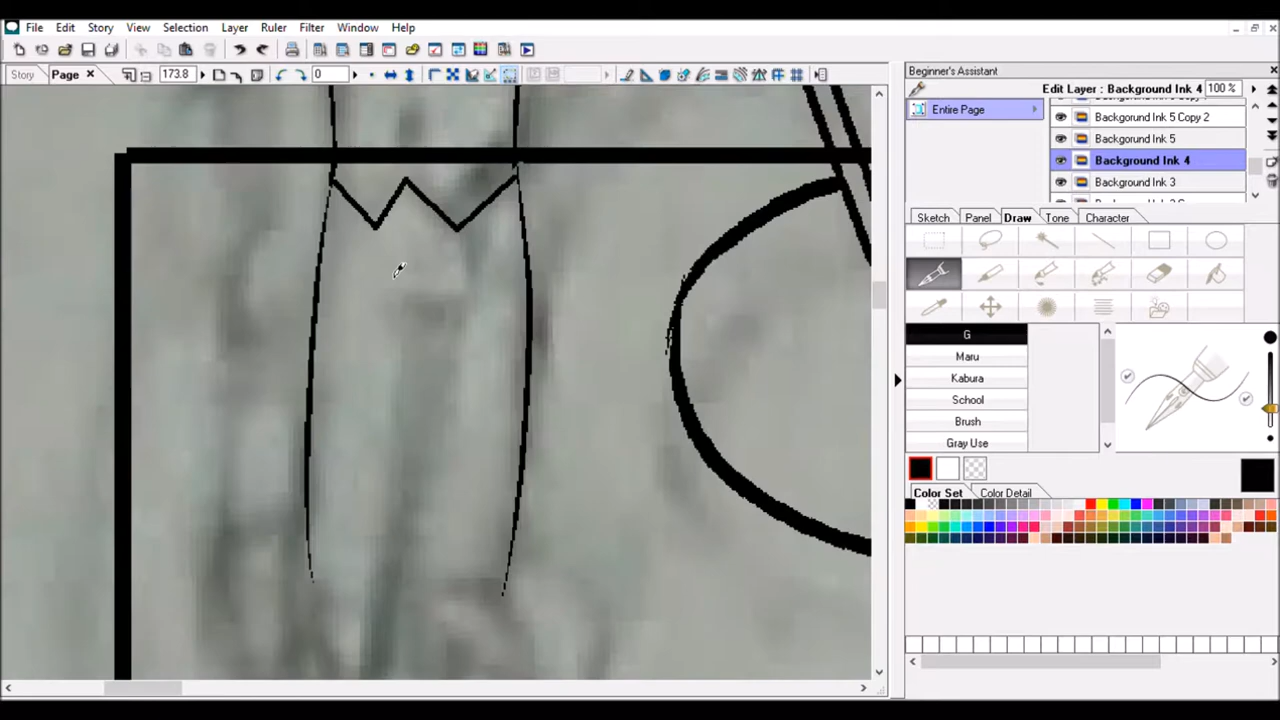 File Edit Story View Selection Layer Ruler Filter Window Help
Story Page 173.8 0
Beginner's Assistant
Edit Layer : Background Ink 4 100 %
Entire Page
Backgorund Ink 5 Copy 2
Background Ink 5
Background Ink 4
Background Ink 3
Sketch Panel Draw Tone Character
G
Maru
Kabura
School
Brush
Gray Use
Color Set Color Detail